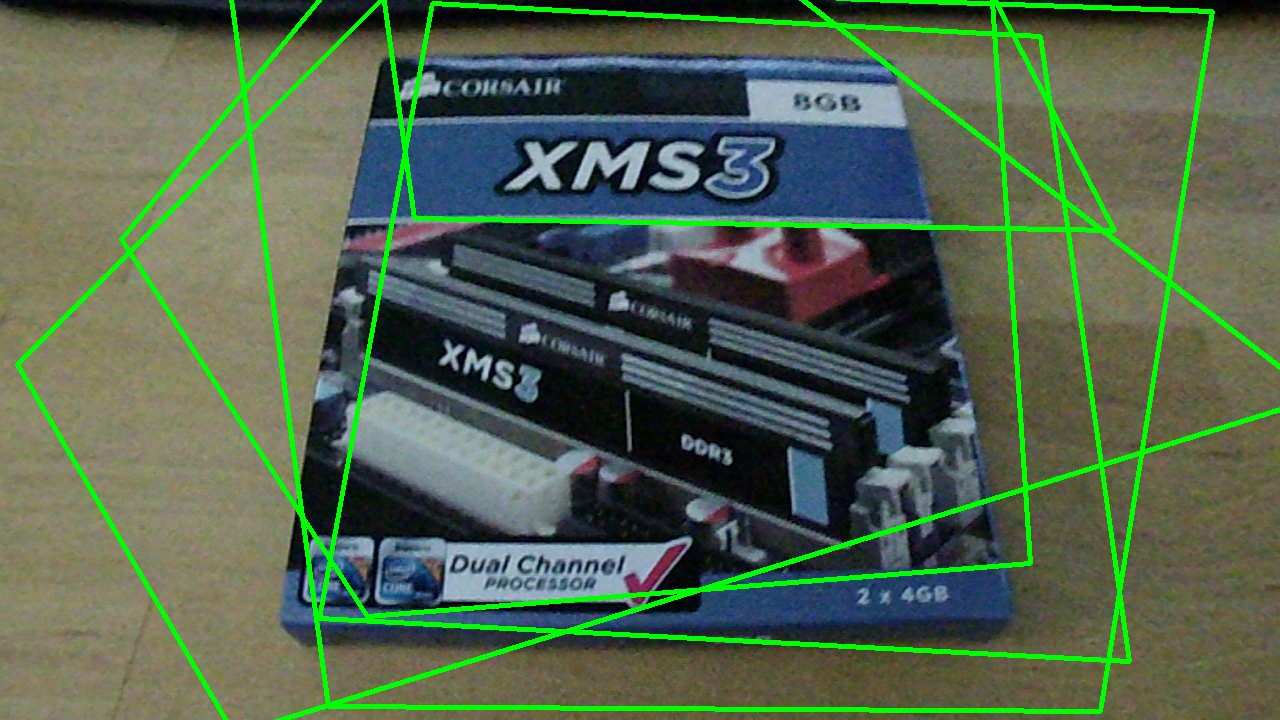 CORSAIR
8GB
XMS3
CORSAIR
CORSAIR
XMS3
DDR3
Dual Channel
PROCESSOR
2 x 4GB